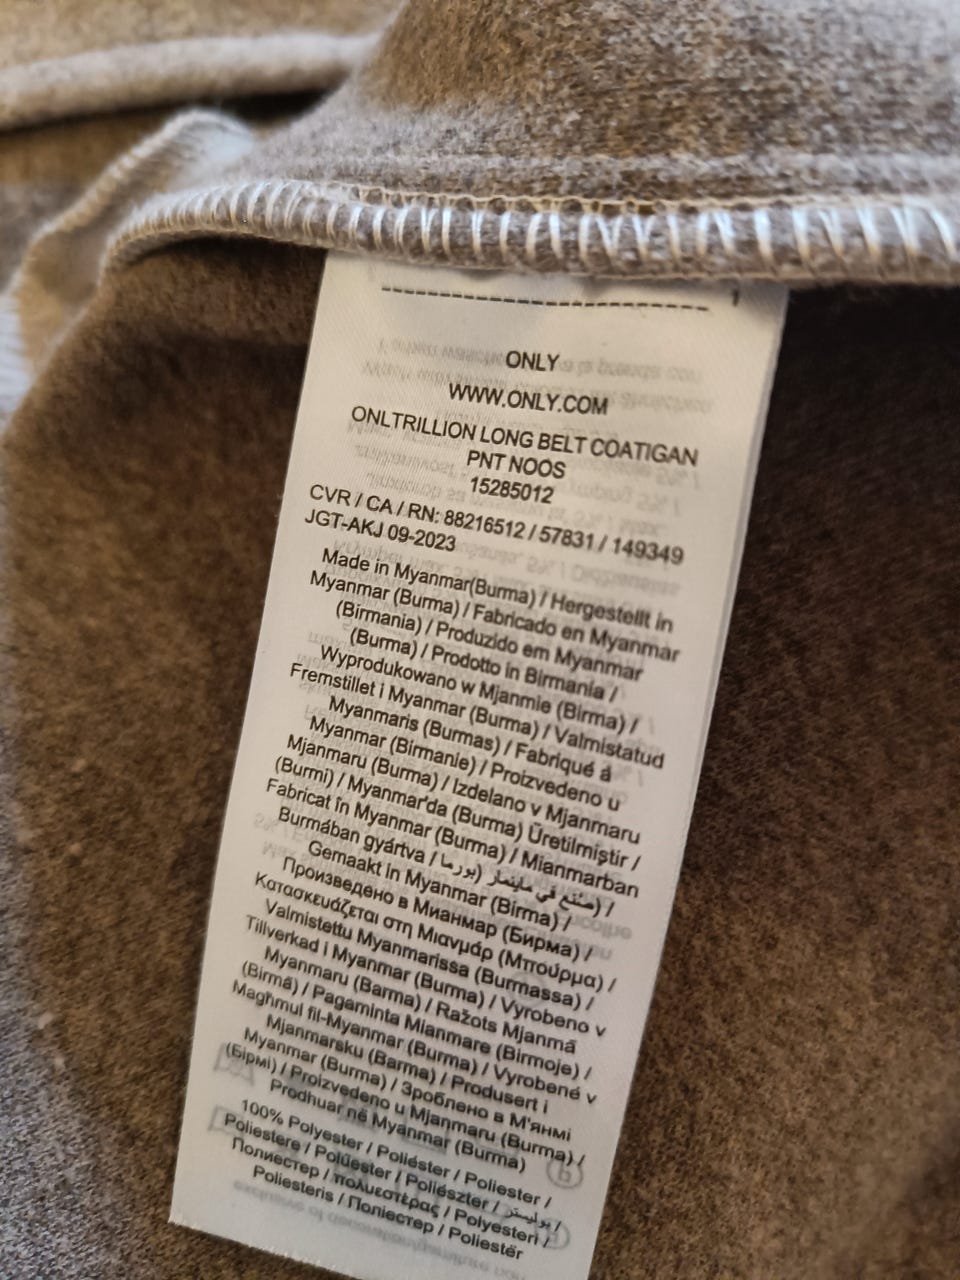 ONLY
WWW.ONLY.COM
ONLTRILLION LONG BELT COATIGAN
PNT NOOS
15285012
CVR / CA / RN: 88216512 / 57831 / 149349
JGT-AKJ 09-2023
Made in Myanmar(Burma) / Hergestellt in
Myanmar (Burma) / Fabricado en Myanmar
(Birmania) / Produzido em Myanmar
(Burma) / Prodotto in Birmania /
Wyprodukowano w Mjanmie (Birma) /
Fremstillet i Myanmar (Burma) / Valmistatud
Myanmaris (Burmas) / Fabriqué á
Myanmar (Birmanie) / Proizvedeno u
Mjanmaru (Burma) / Izdelano v Mjanmaru
(Burmi) / Myanmar'da (Burma) Üretilmiştir /
Fabricat în Myanmar (Burma) / Mianmarban
Burmában gyártva / صنع في ماينمار (بورما) /
Gemaakt in Myanmar (Birma) /
Произведено в Мианмар (Бирма) /
Κατασκευάζεται στη Μιανμάρ (Μπούρμα) /
Valmistettu Myanmarissa (Burmassa) /
Tillverkad i Myanmar (Burma) / Vyrobeno v
Myanmaru (Barma) / Ražots Mjanmā
(Birmā) / Pagaminta Mianmare (Birmoje) /
Magħmul fil-Myanmar (Burma) / Vyrobené v
Mjanmarsku (Barma) / Produsert i
Myanmar (Burma) / Зроблено в М'янмі
(Бірмі) / Proizvedeno u Mjanmaru (Burma) /
Prodhuar në Myanmar (Burma)
100% Polyester / Poliéster / Poliester /
Poliestere / Polüester / Poliészter / بوليستر /
Полиестер / πολυεστέρας / Polyesteri /
Poliesteris / Поліестер / Poliestër